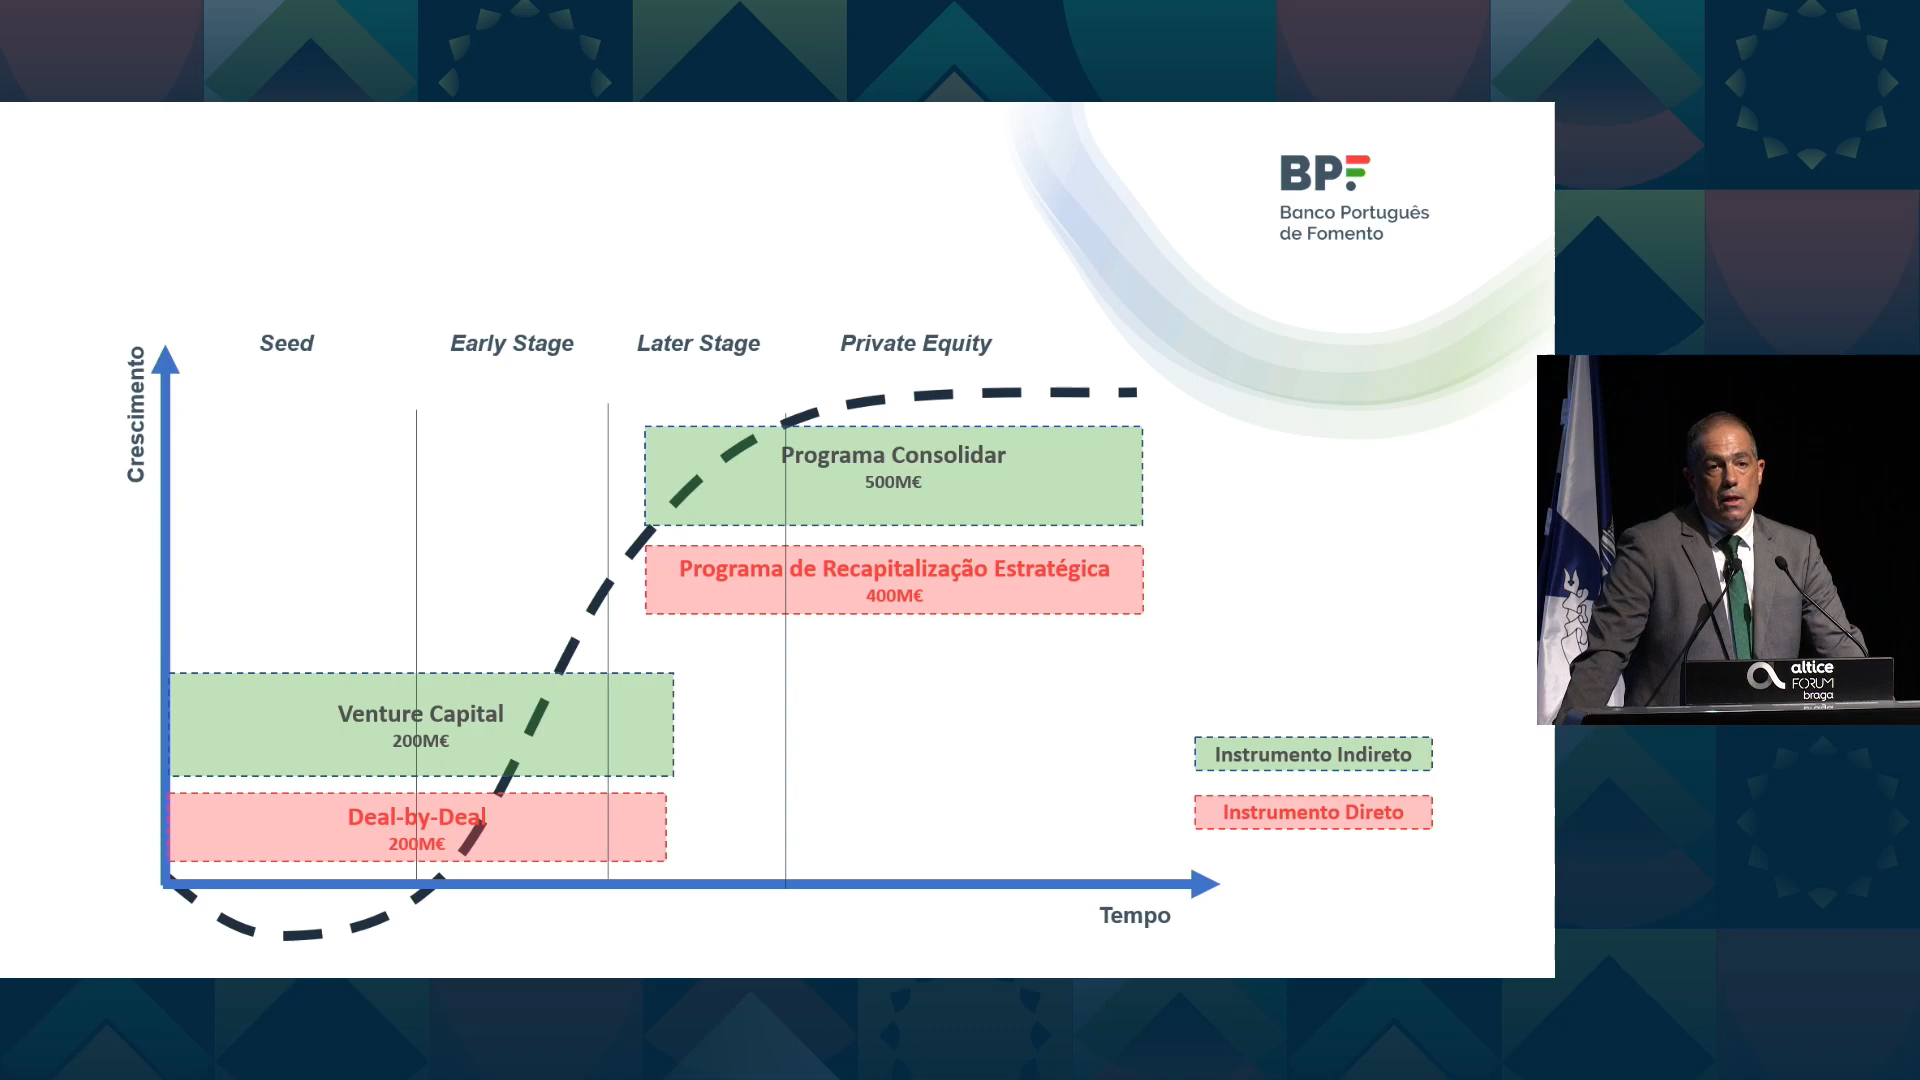 BPF
Banco Português
de Fomento
Seed
Early Stage
Later Stage
Private Equity
Crescimento
Programa Consolidar
500M€
Programa de Recapitalização Estratégica
400M€
Venture Capital
200M€
Deal-by-Deal
200M€
Instrumento Indireto
Instrumento Direto
Tempo
altice
FORUM
braga